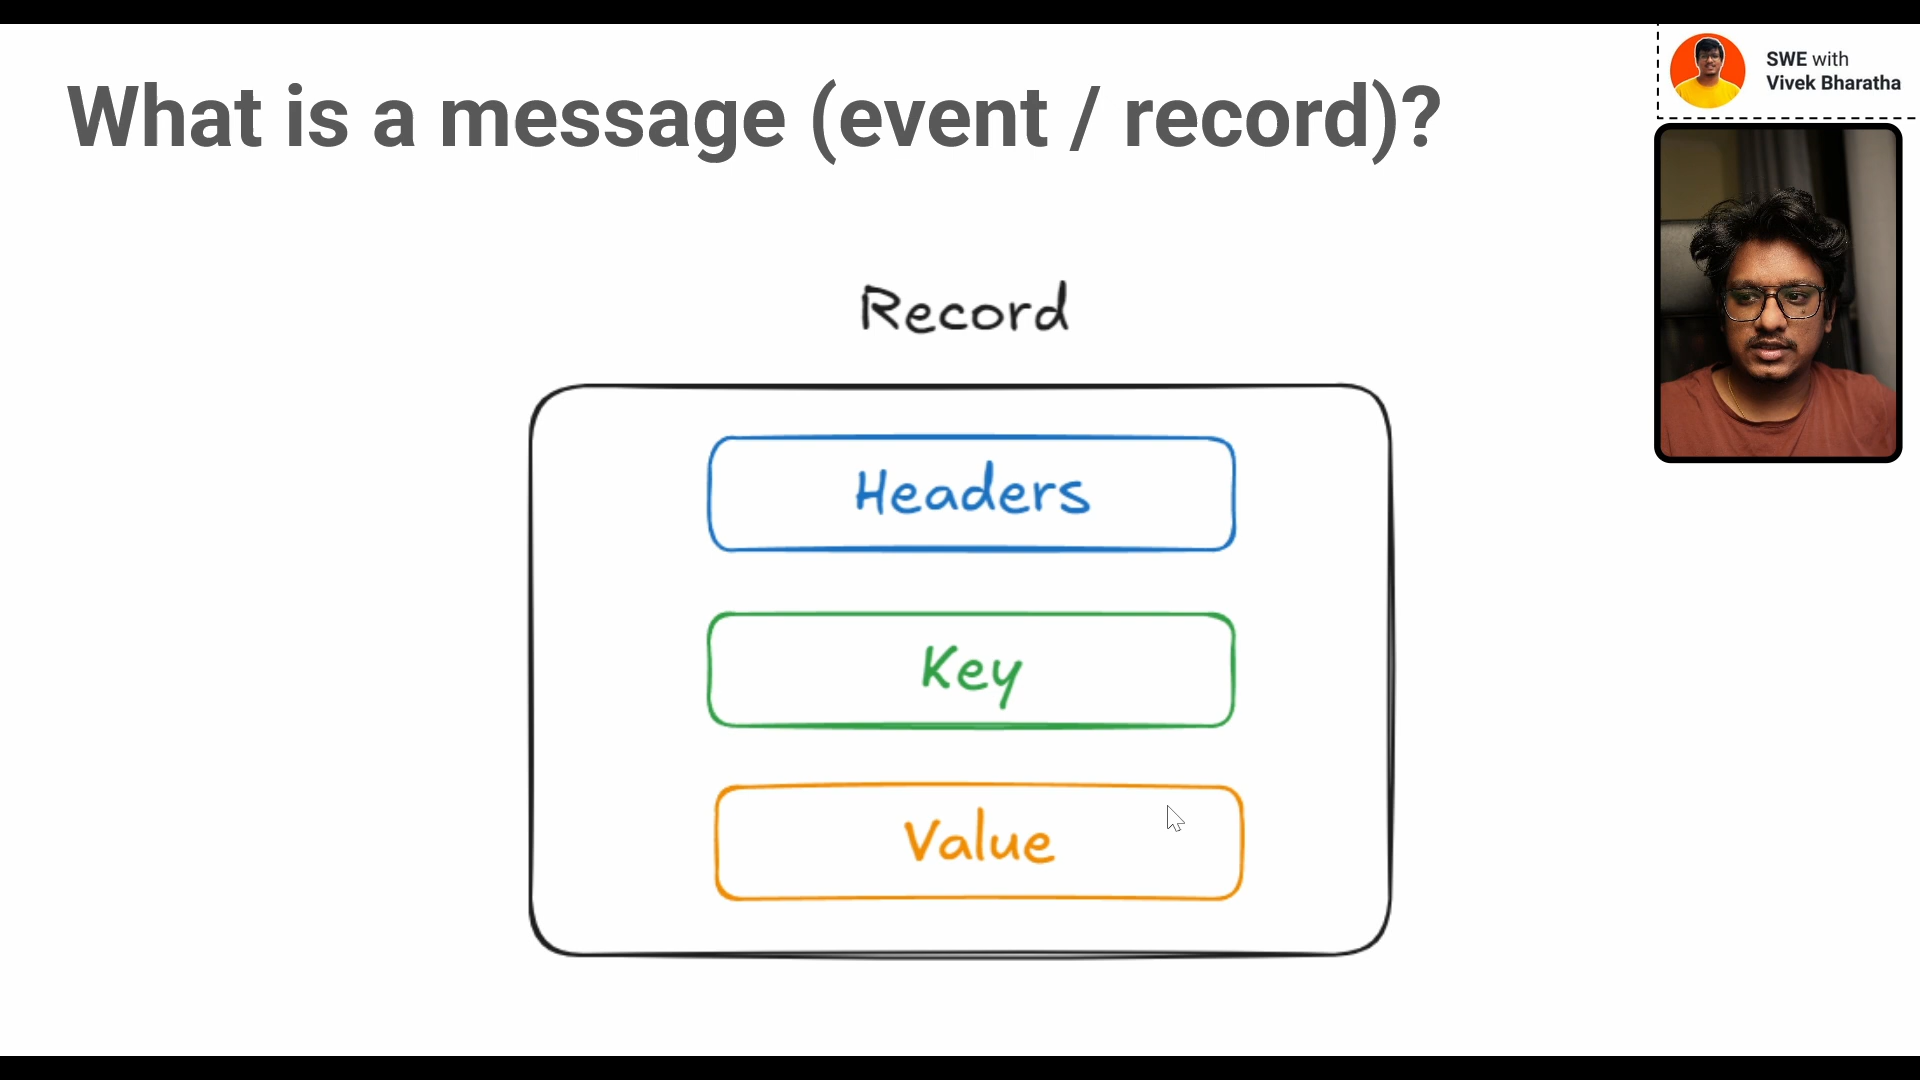 What is a message (event / record)?
SWE with
Vivek Bharatha
Record
Headers
Key
Value